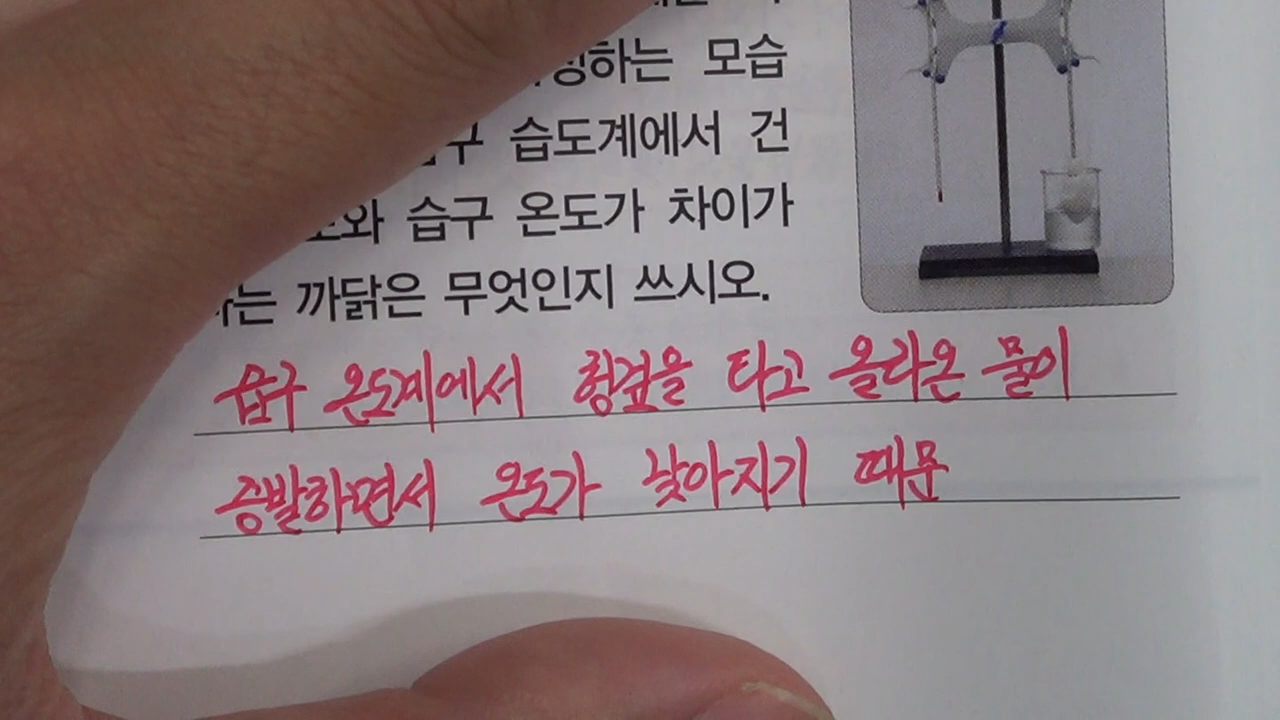 하는 모습
습도계에서 건
습구 온도가 차이가
는 까닭은 무엇인지 쓰시오.
습구 온도계에서 헝겊을 타고 올라온 물이
증발하면서 온도가 낮아지기 때문